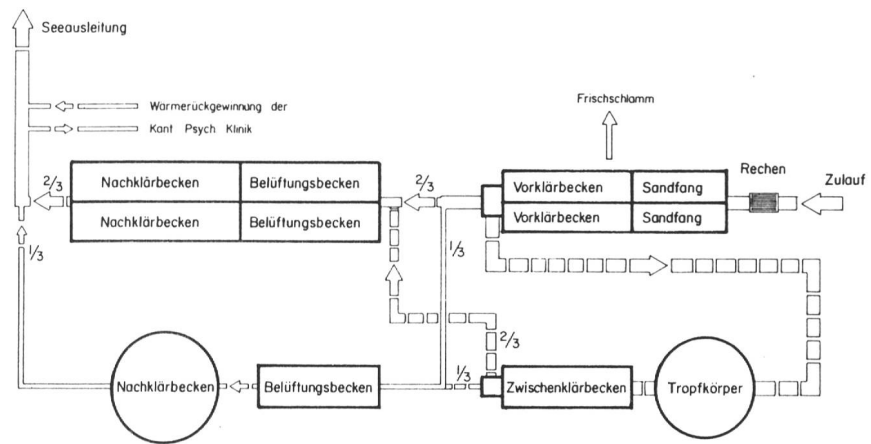 Seeausleitung
Wärmerückgewinnung der
Kant Psych Klinik
Frischschlamm
Rechen
Zulauf
2/3
Nachklärbecken
Belüftungsbecken
2/3
Vorklärbecken
Sandfang
Nachklärbecken
Belüftungsbecken
Vorklärbecken
Sandfang
1/3
1/3
2/3
1/3
Nachklärbecken
Belüftungsbecken
Zwischenklärbecken
Tropfkörper